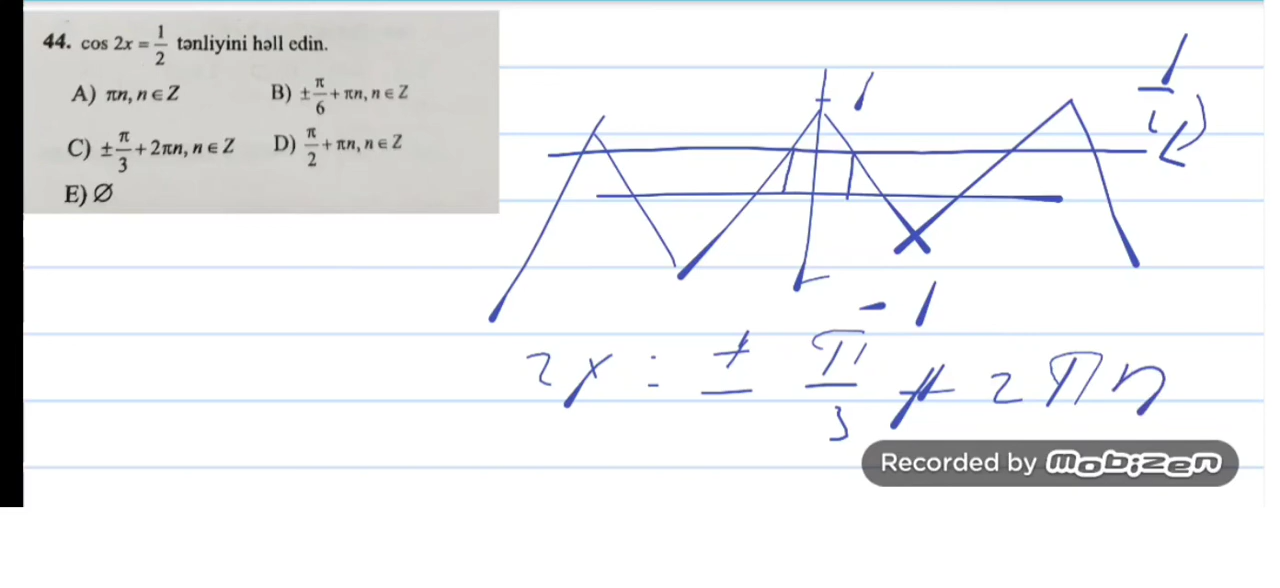 44. cos 2x = 1/2 tənliyini həll edin.
A) πn, n ∈ Z B) ± π/6 + πn, n ∈ Z
C) ± π/3 + 2πn, n ∈ Z D) π/2 + πn, n ∈ Z
E) Ø
1
1/2
-1
2x = ± π/3 + 2πn
Recorded by Mobizen